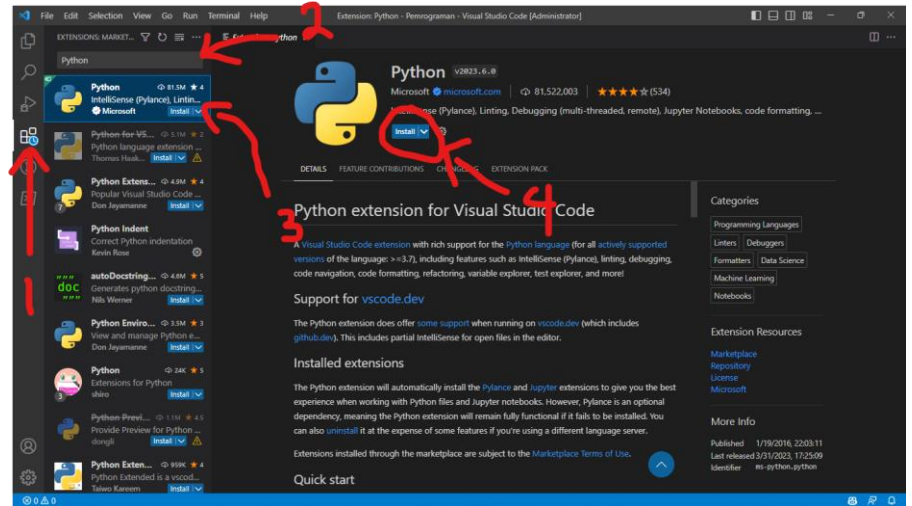 File Edit Selection View Go Run Terminal Help
Extension: Python - Pemrograman - Visual Studio Code [Administrator]
2
EXTENSIONS: MARKET...
Python
Python 81.5M ★ 4
IntelliSense (Pylance), Lintin...
Microsoft Install
Python for VS... 5.1M ★ 2
Python language extension ...
Thomas Haak... Install
Python Extens... 4.9M ★ 4
Popular Visual Studio Code ...
7 Don Jayamanne Install
Python Indent
Correct Python indentation
Kevin Rose
autoDocstring... 4.6M ★ 5
Generates python docstring...
Nils Werner Install
Python Enviro... 3.5M ★ 3
View and manage Python e...
Don Jayamanne Install
Python 24K ★ 5
Extensions for Python
3 shiro Install
Python Previ... 1.1M ★ 4.5
Provide Preview for Python ...
dongli Install
Python Exten... 959K ★ 4
Python Extended is a vscod...
Taiwo Kareem Install
0 0
1
3
4
Python v2023.6.0
Microsoft microsoft.com 81,522,003 ★★★★☆ (534)
(Pylance), Linting, Debugging (multi-threaded, remote), Jupyter Notebooks, code formatting, ...
Install
DETAILS FEATURE CONTRIBUTIONS CHANGELOG EXTENSION PACK
Python extension for Visual Studio Code
A Visual Studio Code extension with rich support for the Python language (for all actively supported
versions of the language: >=3.7), including features such as IntelliSense (Pylance), linting, debugging,
code navigation, code formatting, refactoring, variable explorer, test explorer, and more!
Support for vscode.dev
The Python extension does offer some support when running on vscode.dev (which includes
github.dev). This includes partial IntelliSense for open files in the editor.
Installed extensions
The Python extension will automatically install the Pylance and Jupyter extensions to give you the best
experience when working with Python files and Jupyter notebooks. However, Pylance is an optional
dependency, meaning the Python extension will remain fully functional if it fails to be installed. You
can also uninstall it at the expense of some features if you're using a different language server.
Extensions installed through the marketplace are subject to the Marketplace Terms of Use.
Quick start
Categories
Programming Languages
Linters Debuggers
Formatters Data Science
Machine Learning
Notebooks
Extension Resources
Marketplace
Repository
License
Microsoft
More Info
Published 1/19/2016, 22:03:11
Last released 3/31/2023, 17:25:09
Identifier ms-python.python